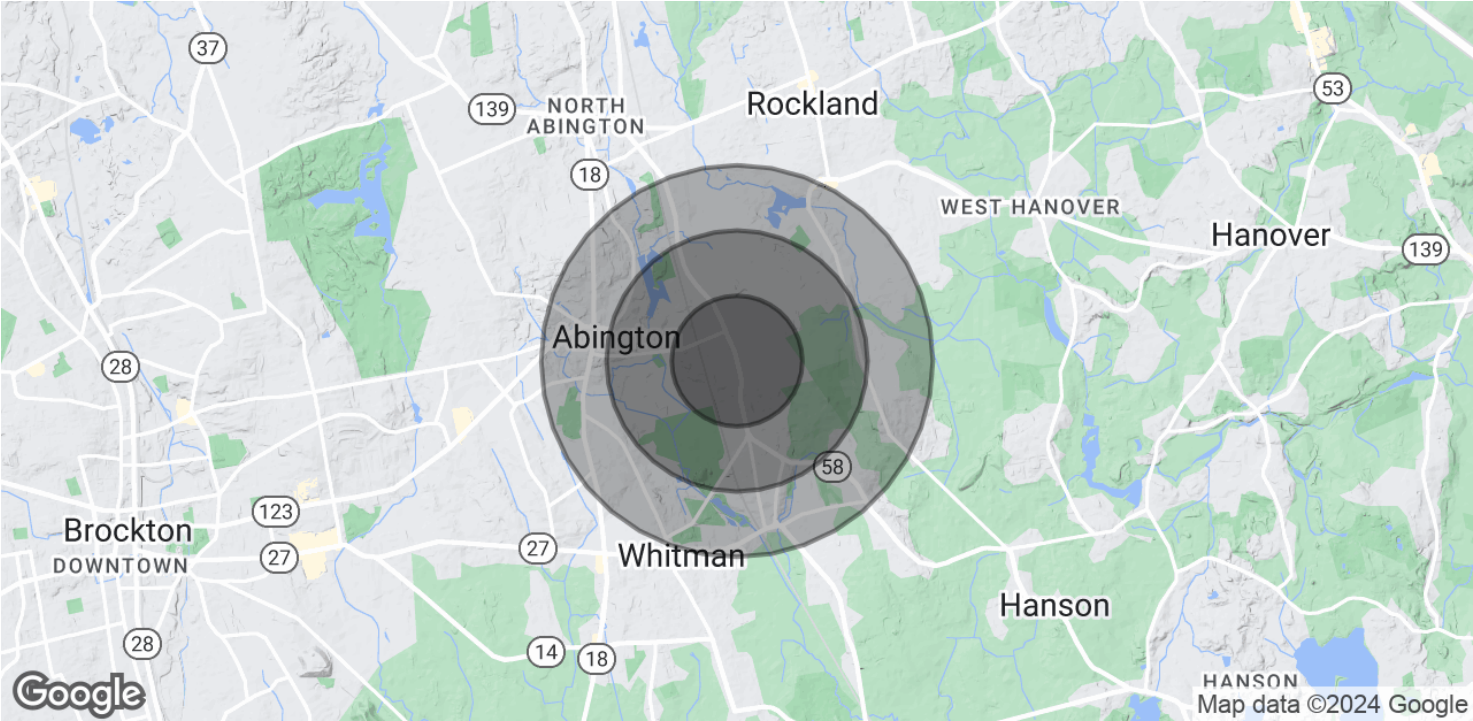 37
53
139
Rockland
NORTH
ABINGTON
18
WEST HANOVER
Hanover
139
Abington
28
58
123
Brockton
DOWNTOWN
27
27
Whitman
Hanson
28
14
18
HANSON
Google
Map data ©2024 Google